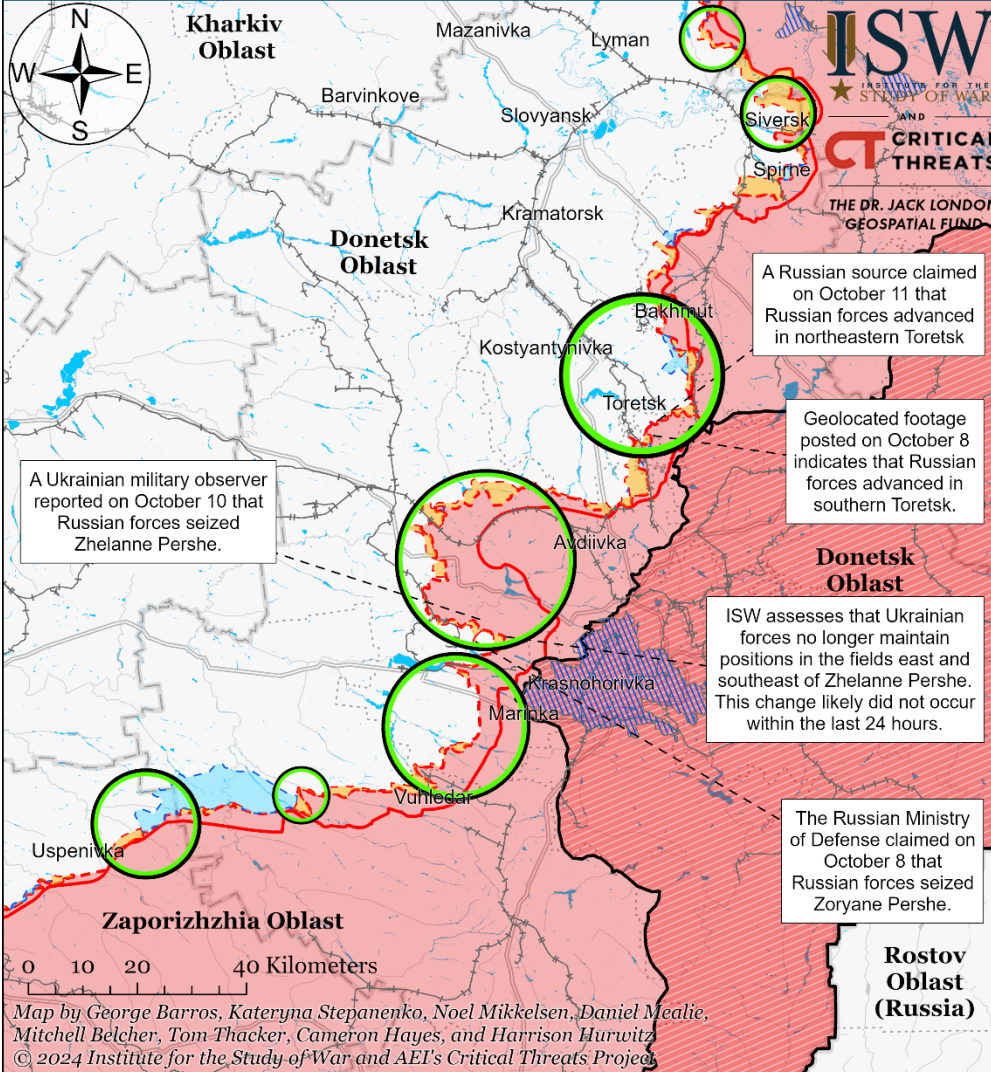 N
W E
S
Kharkiv
Oblast
Mazanivka
Lyman
ISW
INSTITUTE FOR THE
STUDY OF WAR
AND
CT CRITICAL
THREATS
THE DR. JACK LONDON
GEOSPATIAL FUND
Barvinkove
Slovyansk
Siversk
Spirne
Kramatorsk
Donetsk
Oblast
A Russian source claimed
on October 11 that
Russian forces advanced
in northeastern Toretsk
Bakhmut
Kostyantynivka
Toretsk
Geolocated footage
posted on October 8
indicates that Russian
forces advanced in
southern Toretsk.
A Ukrainian military observer
reported on October 10 that
Russian forces seized
Zhelanne Pershe.
Avdiivka
Donetsk
Oblast
ISW assesses that Ukrainian
forces no longer maintain
positions in the fields east and
southeast of Zhelanne Pershe.
This change likely did not occur
within the last 24 hours.
Krasnohorivka
Marinka
Vuhledar
The Russian Ministry
of Defense claimed on
October 8 that
Russian forces seized
Zoryane Pershe.
Uspenivka
Zaporizhzhia Oblast
Rostov
Oblast
(Russia)
0 10 20 40 Kilometers
Map by George Barros, Kateryna Stepanenko, Noel Mikkelsen, Daniel Mealie,
Mitchell Belcher, Tom Thacker, Cameron Hayes, and Harrison Hurwitz
© 2024 Institute for the Study of War and AEI's Critical Threats Project